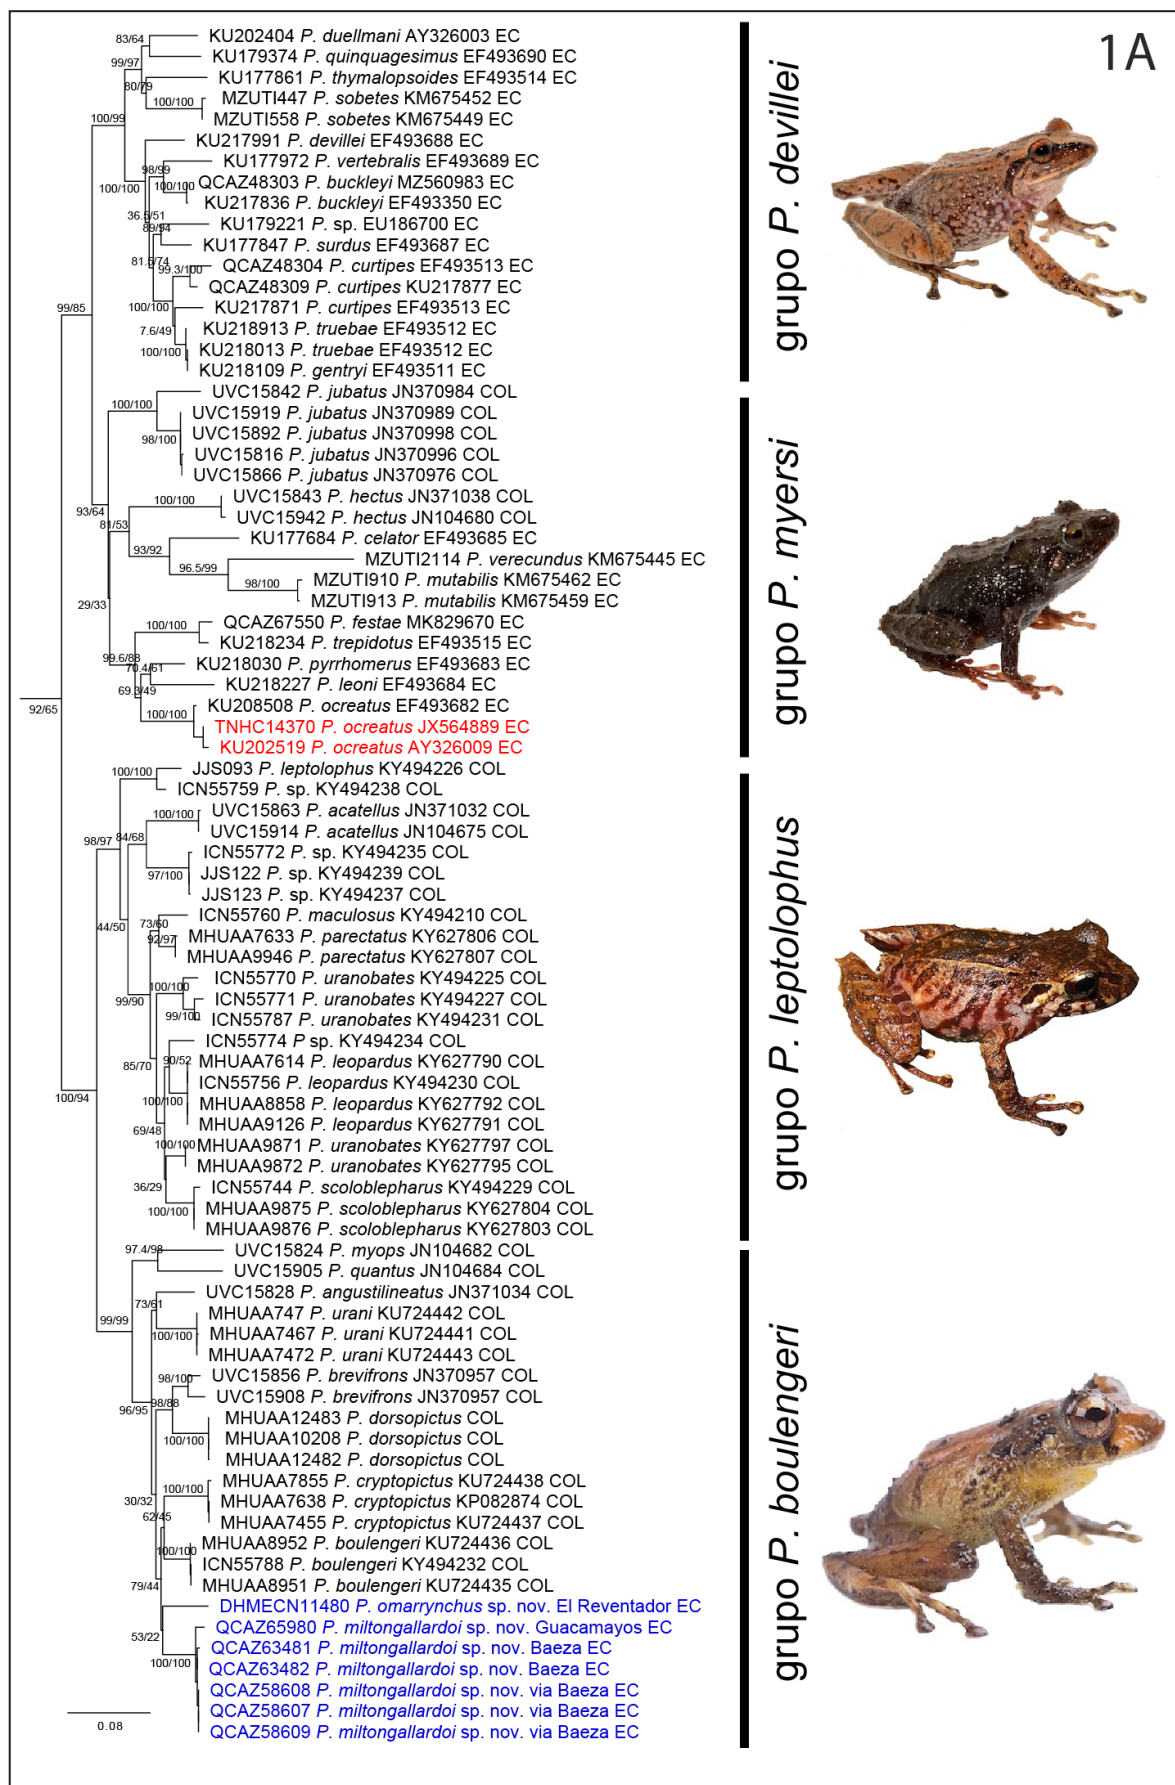 1A
KU202404 P. duellmani AY326003 EC
KU179374 P. quinquagesimus EF493690 EC
KU177861 P. thymalopsoides EF493514 EC
MZUTI447 P. sobetes KM675452 EC
MZUTI558 P. sobetes KM675449 EC
KU217991 P. devillei EF493688 EC
KU177972 P. vertebralis EF493689 EC
QCAZ48303 P. buckleyi MZ560983 EC
KU217836 P. buckleyi EF493350 EC
KU179221 P. sp. EU186700 EC
KU177847 P. surdus EF493687 EC
QCAZ48304 P. curtipes EF493513 EC
QCAZ48309 P. curtipes KU217877 EC
KU217871 P. curtipes EF493513 EC
KU218913 P. truebae EF493512 EC
KU218013 P. truebae EF493512 EC
KU218109 P. gentryi EF493511 EC
UVC15842 P. jubatus JN370984 COL
UVC15919 P. jubatus JN370989 COL
UVC15892 P. jubatus JN370998 COL
UVC15816 P. jubatus JN370996 COL
UVC15866 P. jubatus JN370976 COL
UVC15843 P. hectus JN371038 COL
UVC15942 P. hectus JN104680 COL
KU177684 P. celator EF493685 EC
MZUTI2114 P. verecundus KM675445 EC
MZUTI910 P. mutabilis KM675462 EC
MZUTI913 P. mutabilis KM675459 EC
QCAZ67550 P. festae MK829670 EC
KU218234 P. trepidotus EF493515 EC
KU218030 P. pyrrhomerus EF493683 EC
KU218227 P. leoni EF493684 EC
KU208508 P. ocreatus EF493682 EC
TNHC14370 P. ocreatus JX564889 EC
KU202519 P. ocreatus AY326009 EC
JJS093 P. leptolophus KY494226 COL
ICN55759 P. sp. KY494238 COL
UVC15863 P. acatellus JN371032 COL
UVC15914 P. acatellus JN104675 COL
ICN55772 P. sp. KY494235 COL
JJS122 P. sp. KY494239 COL
JJS123 P. sp. KY494237 COL
ICN55760 P. maculosus KY494210 COL
MHUAA7633 P. parectatus KY627806 COL
MHUAA9946 P. parectatus KY627807 COL
ICN55770 P. uranobates KY494225 COL
ICN55771 P. uranobates KY494227 COL
ICN55787 P. uranobates KY494231 COL
ICN55774 P sp. KY494234 COL
MHUAA7614 P. leopardus KY627790 COL
ICN55756 P. leopardus KY494230 COL
MHUAA8858 P. leopardus KY627792 COL
MHUAA9126 P. leopardus KY627791 COL
MHUAA9871 P. uranobates KY627797 COL
MHUAA9872 P. uranobates KY627795 COL
ICN55744 P. scoloblepharus KY494229 COL
MHUAA9875 P. scoloblepharus KY627804 COL
MHUAA9876 P. scoloblepharus KY627803 COL
UVC15824 P. myops JN104682 COL
UVC15905 P. quantus JN104684 COL
UVC15828 P. angustilineatus JN371034 COL
MHUAA747 P. urani KU724442 COL
MHUAA7467 P. urani KU724441 COL
MHUAA7472 P. urani KU724443 COL
UVC15856 P. brevifrons JN370957 COL
UVC15908 P. brevifrons JN370957 COL
MHUAA12483 P. dorsopictus COL
MHUAA10208 P. dorsopictus COL
MHUAA12482 P. dorsopictus COL
MHUAA7855 P. cryptopictus KU724438 COL
MHUAA7638 P. cryptopictus KP082874 COL
MHUAA7455 P. cryptopictus KU724437 COL
MHUAA8952 P. boulengeri KU724436 COL
ICN55788 P. boulengeri KY494232 COL
MHUAA8951 P. boulengeri KU724435 COL
DHMECN11480 P. omarrynchus sp. nov. El Reventador EC
QCAZ65980 P. miltongallardoi sp. nov. Guacamayos EC
QCAZ63481 P. miltongallardoi sp. nov. Baeza EC
QCAZ63482 P. miltongallardoi sp. nov. Baeza EC
QCAZ58608 P. miltongallardoi sp. nov. via Baeza EC
QCAZ58607 P. miltongallardoi sp. nov. via Baeza EC
QCAZ58609 P. miltongallardoi sp. nov. via Baeza EC
grupo P. devillei
grupo P. myersi
grupo P. leptolophus
grupo P. boulengeri
83/64
99/97
80/79
100/100
100/99
98/99
100/100
100/100
36.5/51
89/94
81.5/74
99.3/100
100/100
7.6/49
100/100
99/85
100/100
98/100
100/100
93/64
81/53
93/92
96.5/99
98/100
29/33
100/100
99.6/88
70.4/61
69.3/49
100/100
92/65
100/100
100/100
98/97
84/68
97/100
44/50
73/60
92/97
100/100
99/90
99/100
90/52
85/70
100/100
100/94
69/48
100/100
36/29
100/100
97.4/98
73/61
99/99
100/100
98/100
98/88
96/95
100/100
100/100
30/32
62/45
100/100
79/44
53/22
100/100
0.08